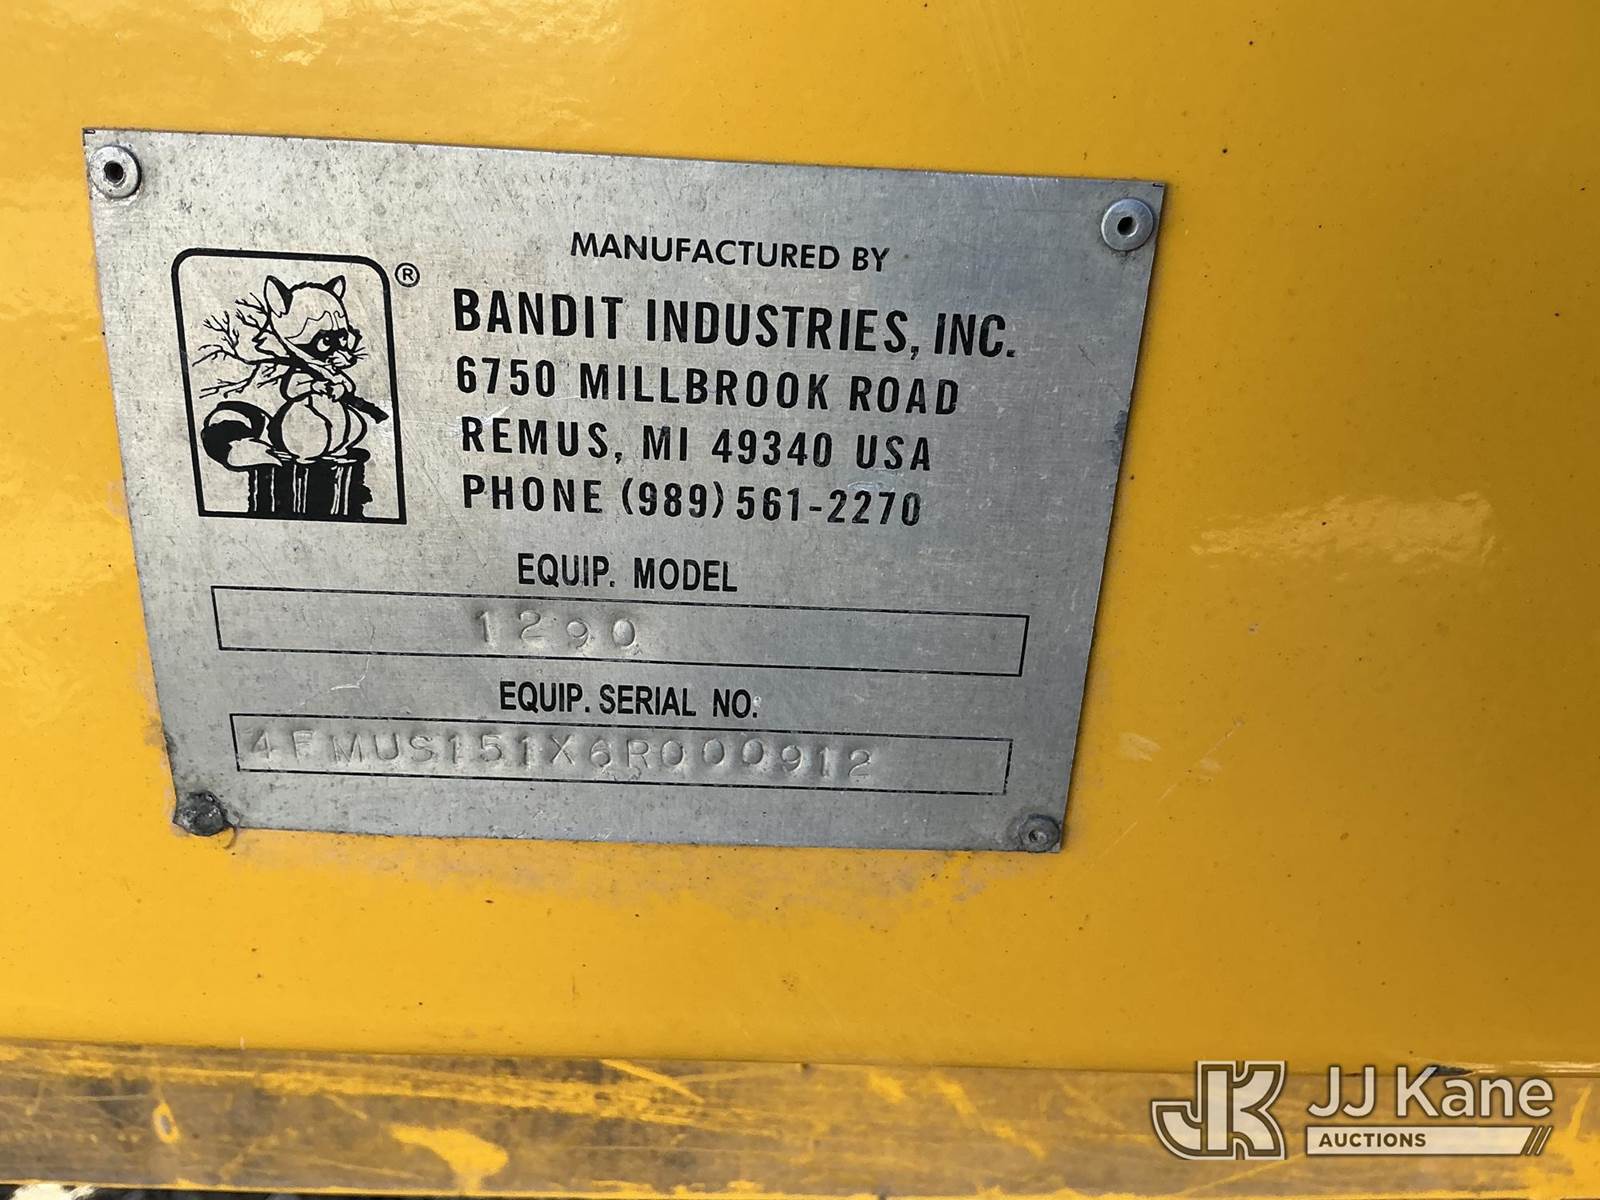 MANUFACTURED BY
®
BANDIT INDUSTRIES, INC.
6750 MILLBROOK ROAD
REMUS, MI 49340 USA
PHONE (989) 561-2270
EQUIP. MODEL
1290
EQUIP. SERIAL NO.
4FMUS151X6R000912
JK JJ Kane
AUCTIONS